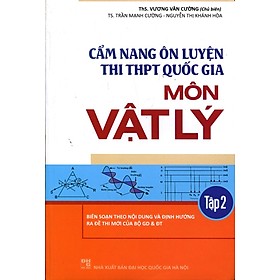 ThS. VƯƠNG VĂN CƯỜNG (Chủ biên)
TS. TRẦN MẠNH CƯỜNG - NGUYỄN THỊ KHÁNH HÒA
CẨM NANG ÔN LUYỆN
THI THPT QUỐC GIA
MÔN
VẬT LÝ
Tập 2
BIÊN SOẠN THEO NỘI DUNG VÀ ĐỊNH HƯỚNG
RA ĐỀ THI MỚI CỦA BỘ GD & ĐT
NHÀ XUẤT BẢN ĐẠI HỌC QUỐC GIA HÀ NỘI